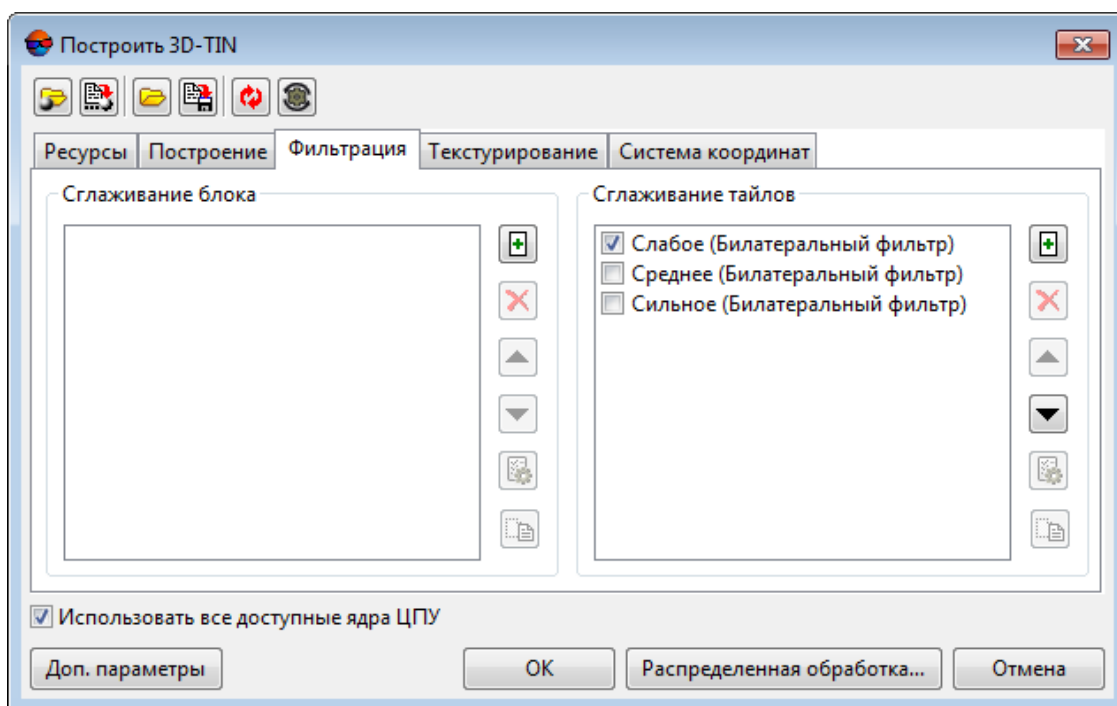 Построить 3D-TIN
Ресурсы Построение Фильтрация Текстурирование Система координат
Сглаживание блока
Сглаживание тайлов
Слабое (Билатеральный фильтр)
Среднее (Билатеральный фильтр)
Сильное (Билатеральный фильтр)
Использовать все доступные ядра ЦПУ
Доп. параметры OK Распределенная обработка... Отмена